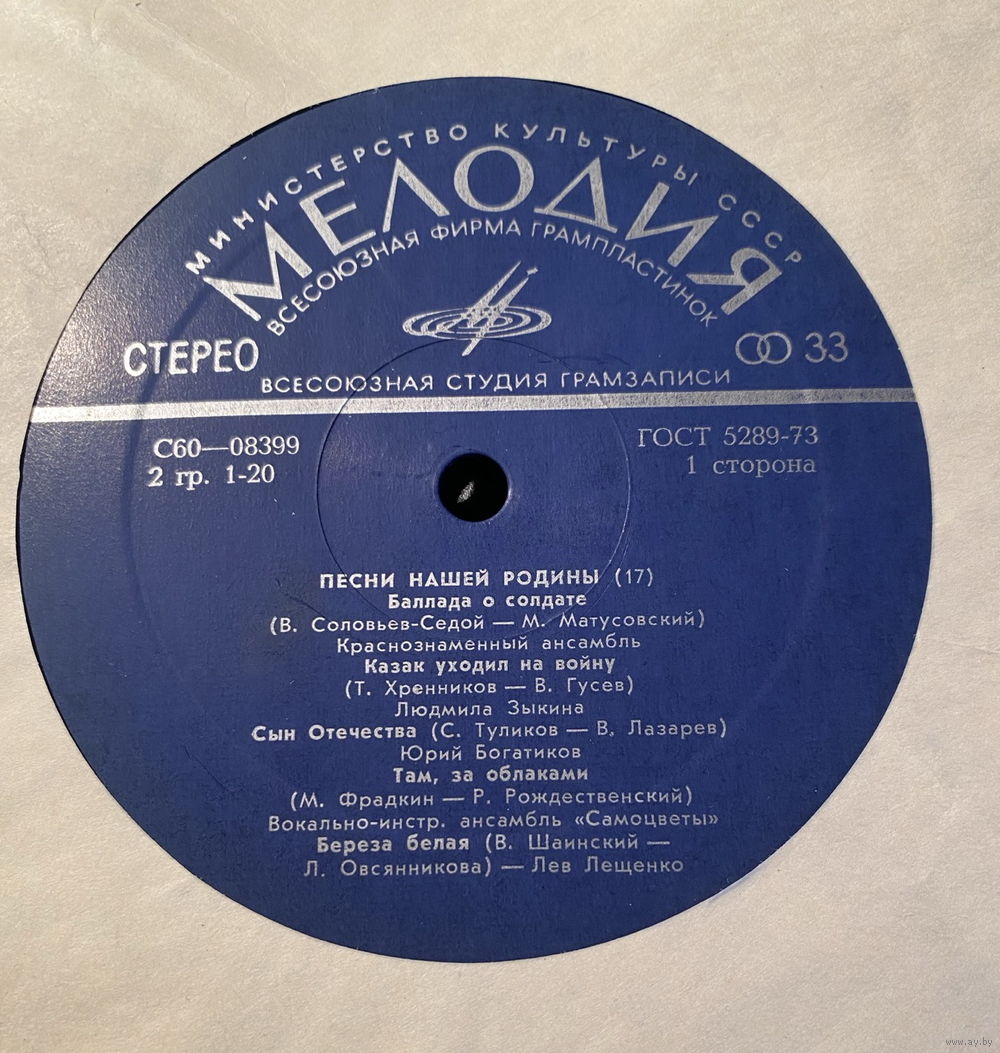 МИНИСТЕРСТВО КУЛЬТУРЫ СССР
МЕЛОДИЯ
ВСЕСОЮЗНАЯ ФИРМА ГРАМПЛАСТИНОК
СТЕРЕО
33
ВСЕСОЮЗНАЯ СТУДИЯ ГРАМЗАПИСИ
С60—08399
ГОСТ 5289-73
2 гр. 1-20
1 сторона
ПЕСНИ НАШЕЙ РОДИНЫ (17)
Баллада о солдате
(В. Соловьев-Седой — М. Матусовский)
Краснознаменный ансамбль
Казак уходил на войну
(Т. Хренников — В. Гусев)
Людмила Зыкина
Сын Отечества (С. Туликов — В. Лазарев)
Юрий Богатиков
Там, за облаками
(М. Фрадкин — Р. Рождественский)
Вокально-инстр. ансамбль «Самоцветы»
Береза белая (В. Шаинский —
Л. Овсянникова) — Лев Лещенко
www.ay.by